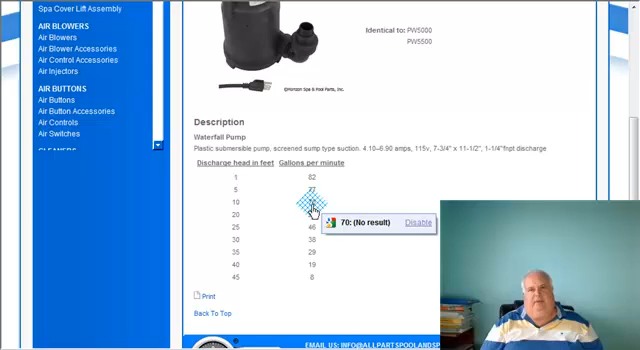 Spa Cover Lift Assembly
AIR BLOWERS
Air Blowers
Air Blower Accessories
Air Control Accessories
Air Injectors
AIR BUTTONS
Air Buttons
Air Button Accessories
Air Controls
Air Switches
CLEANERS
Identical to: PW5000
PW5500
©Horizon Spa & Pool Parts, Inc.
Description
Waterfall Pump
Plastic submersible pump, screened sump type suction. 4.10–6.90 amps, 115v, 7-3/4" x 11-1/2", 1-1/4"fnpt discharge
Discharge head in feet Gallons per minute
1 82
5 77
10
20
25 46
30 38
35 29
40 19
45 8
70: (No result) Disable
Print
Back To Top
EMAIL US: INFO@ALLPARTSPOOLANDSP